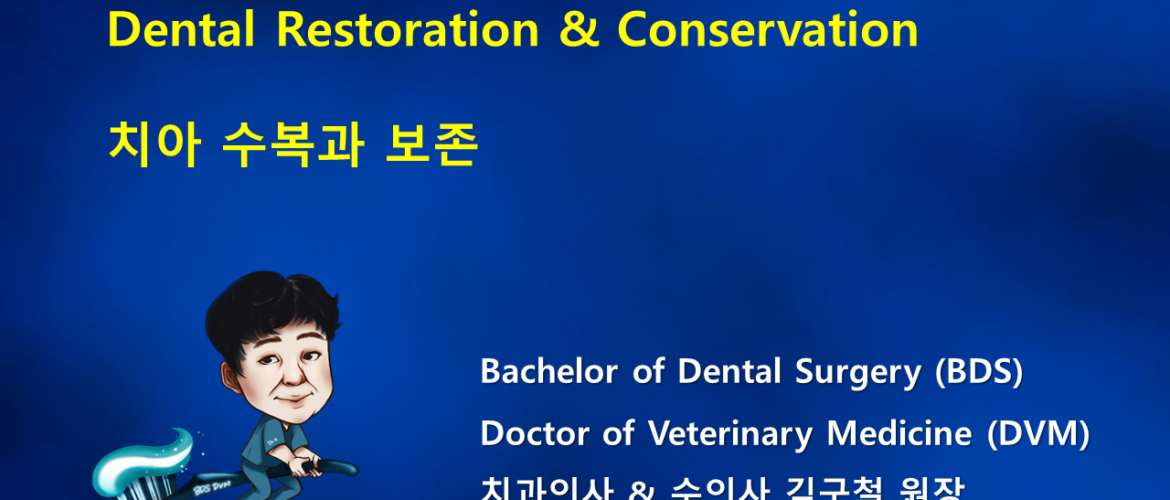 Dental Restoration & Conservation
치아 수복과 보존
Bachelor of Dental Surgery (BDS)
Doctor of Veterinary Medicine (DVM)
BDS DVM
치과의사 & 수의사 김구철 원장